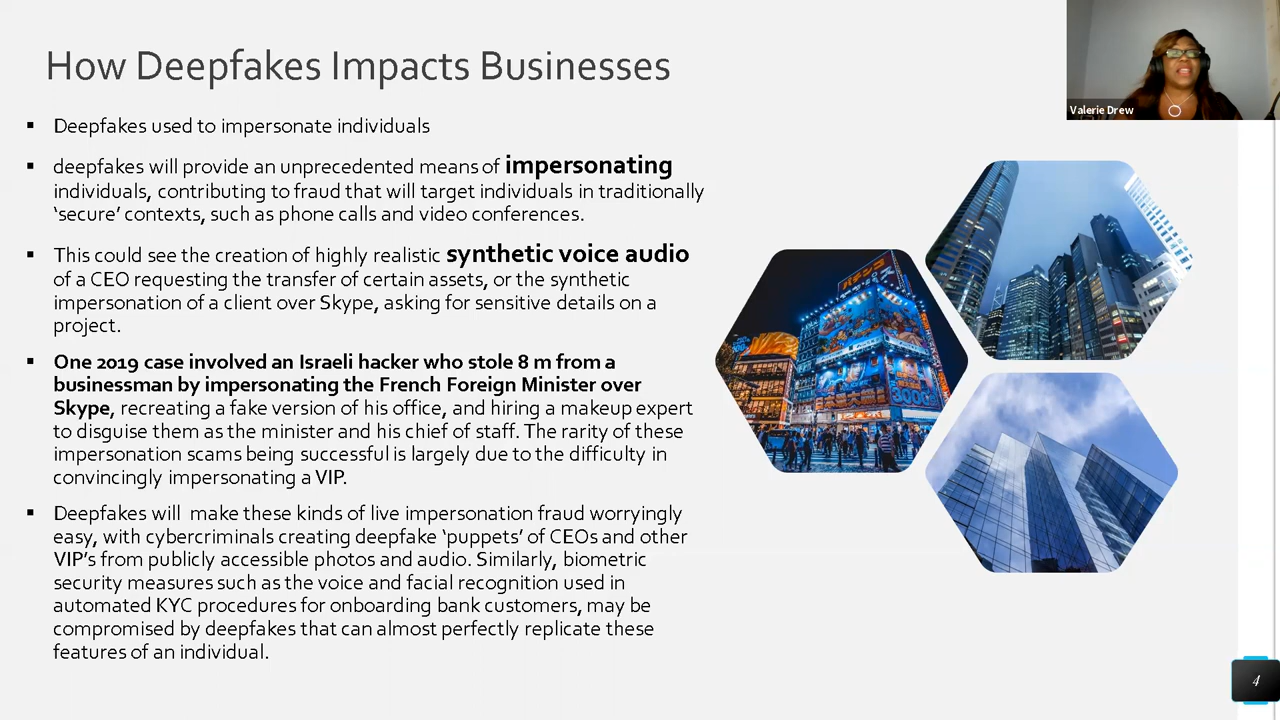 How Deepfakes Impacts Businesses
Valerie Drew
▪ Deepfakes used to impersonate individuals
▪ deepfakes will provide an unprecedented means of impersonating
individuals, contributing to fraud that will target individuals in traditionally
‘secure’ contexts, such as phone calls and video conferences.
▪ This could see the creation of highly realistic synthetic voice audio
of a CEO requesting the transfer of certain assets, or the synthetic
impersonation of a client over Skype, asking for sensitive details on a
project.
▪ One 2019 case involved an Israeli hacker who stole 8 m from a
businessman by impersonating the French Foreign Minister over
Skype, recreating a fake version of his office, and hiring a makeup expert
to disguise them as the minister and his chief of staff. The rarity of these
impersonation scams being successful is largely due to the difficulty in
convincingly impersonating a VIP.
▪ Deepfakes will make these kinds of live impersonation fraud worryingly
easy, with cybercriminals creating deepfake ‘puppets’ of CEOs and other
VIP’s from publicly accessible photos and audio. Similarly, biometric
security measures such as the voice and facial recognition used in
automated KYC procedures for onboarding bank customers, may be
compromised by deepfakes that can almost perfectly replicate these
features of an individual.
パチンコ
4